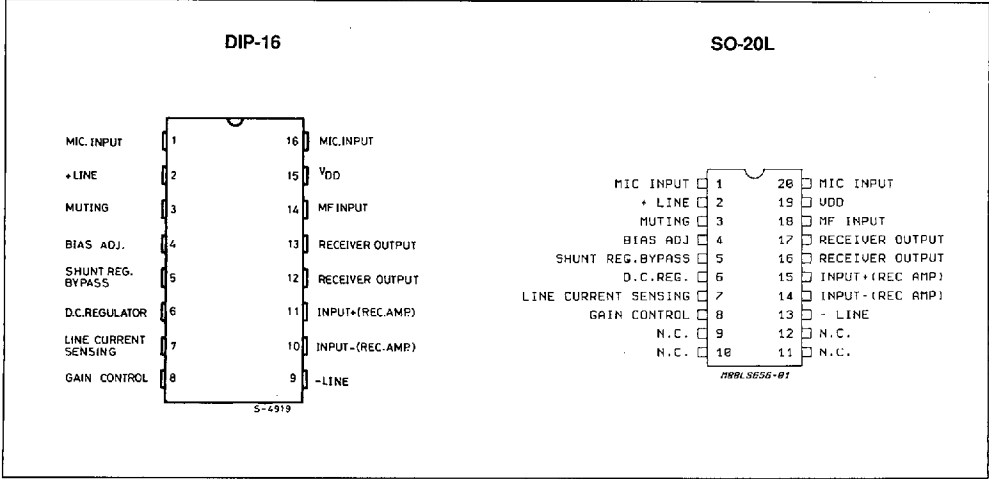 DIP-16
SO-20L
MIC. INPUT 1 16 MIC.INPUT
+LINE 2 15 VDD
MUTING 3 14 MF INPUT
BIAS ADJ. 4 13 RECEIVER OUTPUT
SHUNT REG.
BYPASS 5 12 RECEIVER OUTPUT
D.C.REGULATOR 6 11 INPUT+(REC.AMP.)
LINE CURRENT
SENSING 7 10 INPUT-(REC.AMP.)
GAIN CONTROL 8 9 -LINE
S-4919
MIC INPUT 1 20 MIC INPUT
+ LINE 2 19 VDD
MUTING 3 18 MF INPUT
BIAS ADJ 4 17 RECEIVER OUTPUT
SHUNT REG.BYPASS 5 16 RECEIVER OUTPUT
D.C.REG. 6 15 INPUT+(REC AMP)
LINE CURRENT SENSING 7 14 INPUT-(REC AMP)
GAIN CONTROL 8 13 - LINE
N.C. 9 12 N.C.
N.C. 10 11 N.C.
M88LS656-01